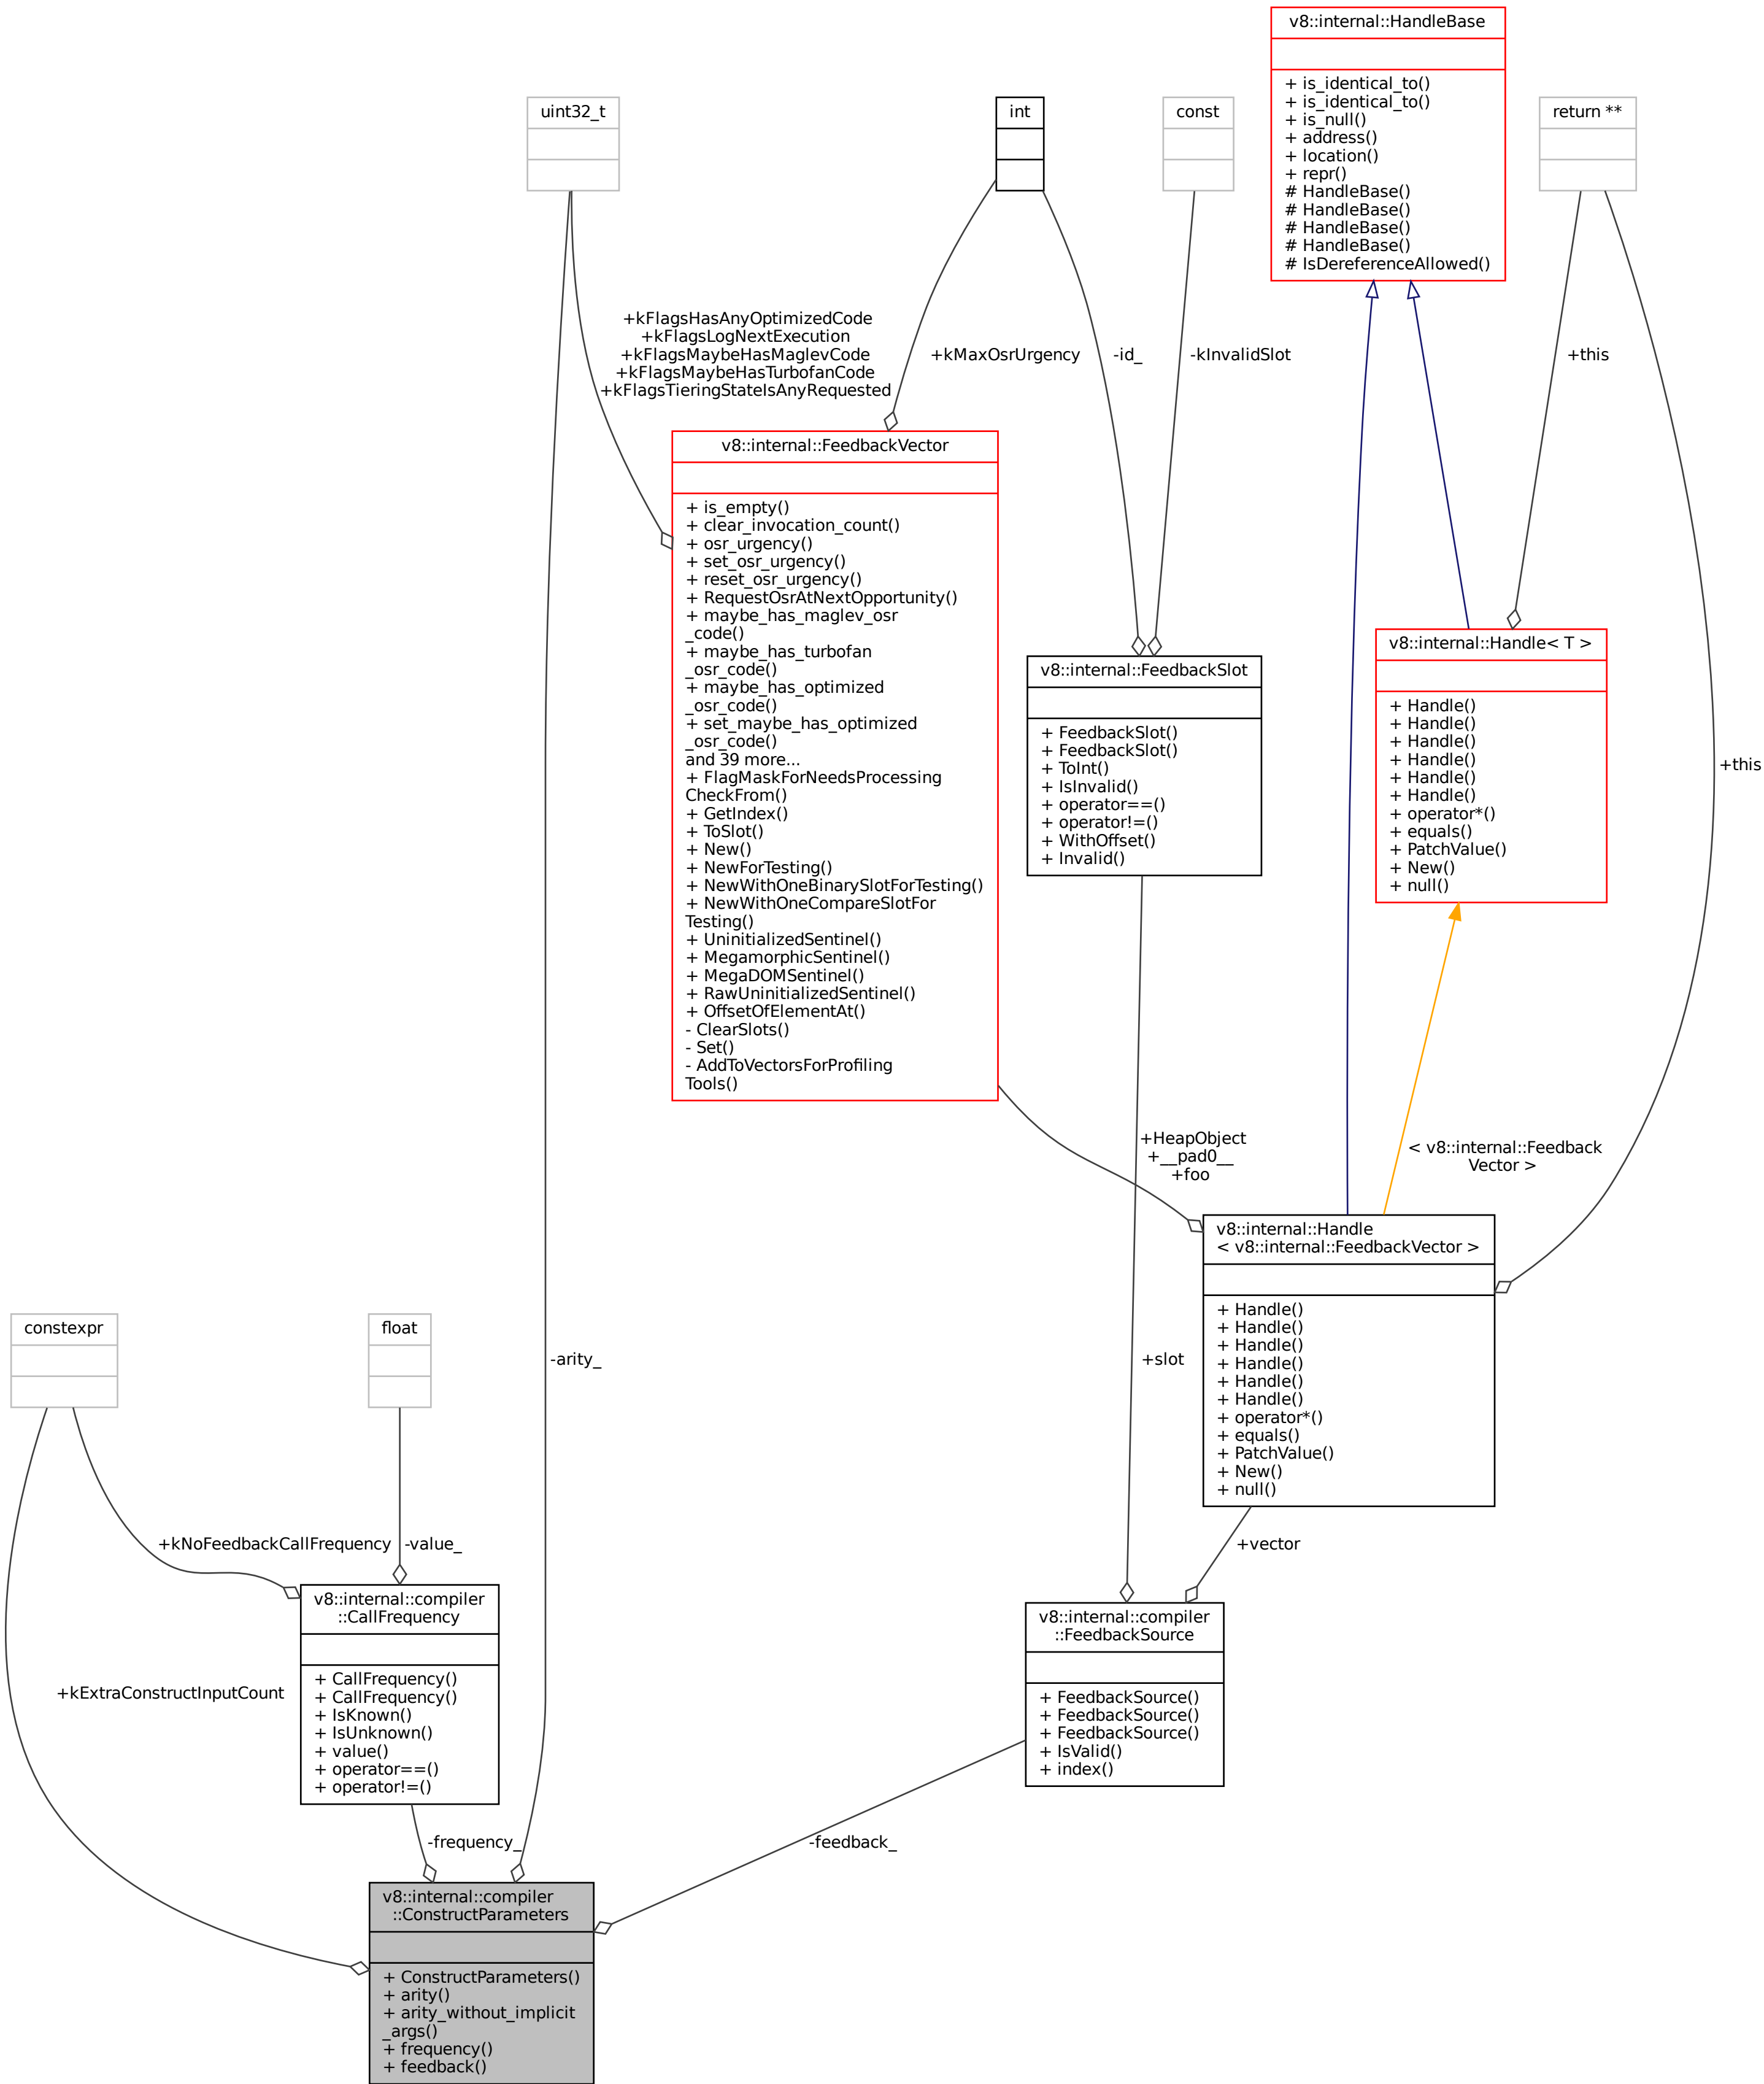 v8::internal::HandleBase
+ is_identical_to()
+ is_identical_to()
+ is_null()
+ address()
+ location()
+ repr()
# HandleBase()
# HandleBase()
# HandleBase()
# HandleBase()
# IsDereferenceAllowed()
uint32_t
int
const
return **
+kFlagsHasAnyOptimizedCode
+kFlagsLogNextExecution
+kFlagsMaybeHasMaglevCode
+kFlagsMaybeHasTurbofanCode
+kFlagsTieringStateIsAnyRequested
+kMaxOsrUrgency
-id_
-kInvalidSlot
+this
v8::internal::FeedbackVector
+ is_empty()
+ clear_invocation_count()
+ osr_urgency()
+ set_osr_urgency()
+ reset_osr_urgency()
+ RequestOsrAtNextOpportunity()
+ maybe_has_maglev_osr
_code()
+ maybe_has_turbofan
_osr_code()
+ maybe_has_optimized
_osr_code()
+ set_maybe_has_optimized
_osr_code()
and 39 more...
+ FlagMaskForNeedsProcessing
CheckFrom()
+ GetIndex()
+ ToSlot()
+ New()
+ NewForTesting()
+ NewWithOneBinarySlotForTesting()
+ NewWithOneCompareSlotFor
Testing()
+ UninitializedSentinel()
+ MegamorphicSentinel()
+ MegaDOMSentinel()
+ RawUninitializedSentinel()
+ OffsetOfElementAt()
- ClearSlots()
- Set()
- AddToVectorsForProfiling
Tools()
v8::internal::FeedbackSlot
+ FeedbackSlot()
+ FeedbackSlot()
+ ToInt()
+ IsInvalid()
+ operator==()
+ operator!=()
+ WithOffset()
+ Invalid()
v8::internal::Handle< T >
+ Handle()
+ Handle()
+ Handle()
+ Handle()
+ Handle()
+ Handle()
+ operator*()
+ equals()
+ PatchValue()
+ New()
+ null()
+this
+HeapObject
+__pad0__
+foo
< v8::internal::Feedback
Vector >
v8::internal::Handle
< v8::internal::FeedbackVector >
+ Handle()
+ Handle()
+ Handle()
+ Handle()
+ Handle()
+ Handle()
+ operator*()
+ equals()
+ PatchValue()
+ New()
+ null()
constexpr
float
-arity_
+slot
+kNoFeedbackCallFrequency
-value_
+vector
v8::internal::compiler
::CallFrequency
+ CallFrequency()
+ CallFrequency()
+ IsKnown()
+ IsUnknown()
+ value()
+ operator==()
+ operator!=()
v8::internal::compiler
::FeedbackSource
+ FeedbackSource()
+ FeedbackSource()
+ FeedbackSource()
+ IsValid()
+ index()
+kExtraConstructInputCount
-frequency_
-feedback_
v8::internal::compiler
::ConstructParameters
+ ConstructParameters()
+ arity()
+ arity_without_implicit
_args()
+ frequency()
+ feedback()